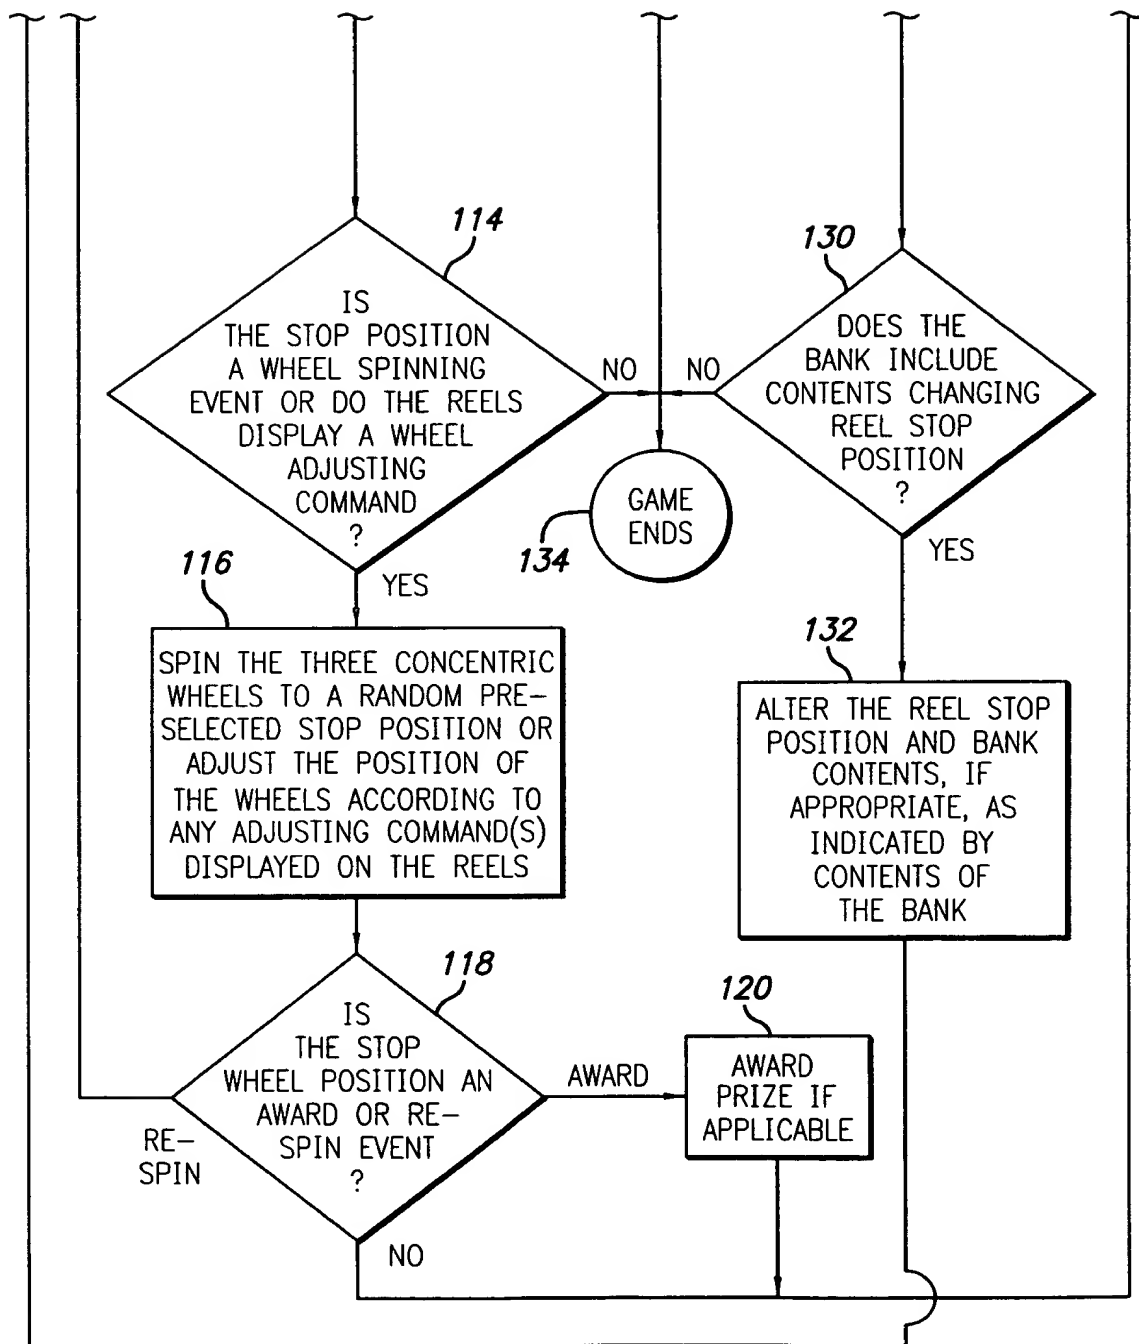 114
IS
THE STOP POSITION
A WHEEL SPINNING
EVENT OR DO THE REELS
DISPLAY A WHEEL
ADJUSTING
COMMAND
?
NO
YES
130
DOES THE
BANK INCLUDE
CONTENTS CHANGING
REEL STOP
POSITION
?
NO
YES
GAME
ENDS
134
116
SPIN THE THREE CONCENTRIC
WHEELS TO A RANDOM PRE-
SELECTED STOP POSITION OR
ADJUST THE POSITION OF
THE WHEELS ACCORDING TO
ANY ADJUSTING COMMAND(S)
DISPLAYED ON THE REELS
132
ALTER THE REEL STOP
POSITION AND BANK
CONTENTS, IF
APPROPRIATE, AS
INDICATED BY
CONTENTS OF
THE BANK
118
IS
THE STOP
WHEEL POSITION AN
AWARD OR RE-
SPIN EVENT
?
RE-
SPIN
AWARD
NO
120
AWARD
PRIZE IF
APPLICABLE